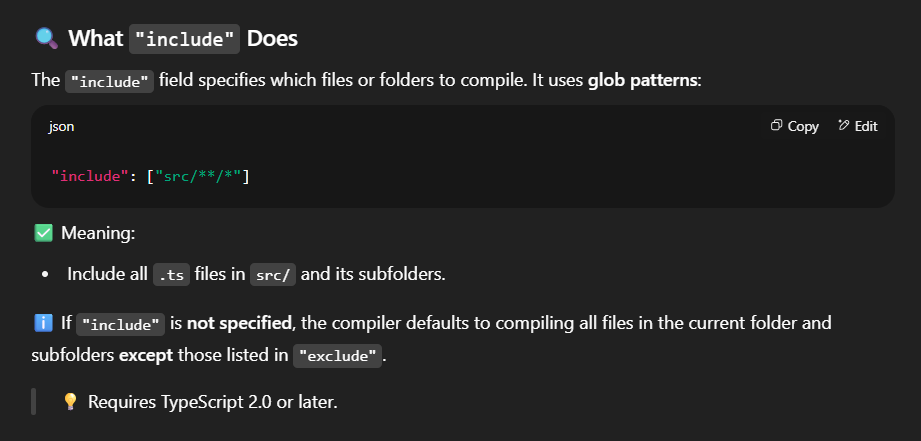 🔍 What "include" Does
The "include" field specifies which files or folders to compile. It uses glob patterns:
json Copy Edit
"include": ["src/**/*"]
✅ Meaning:
• Include all .ts files in src/ and its subfolders.
ℹ️ If "include" is not specified, the compiler defaults to compiling all files in the current folder and
subfolders except those listed in "exclude".
💡 Requires TypeScript 2.0 or later.